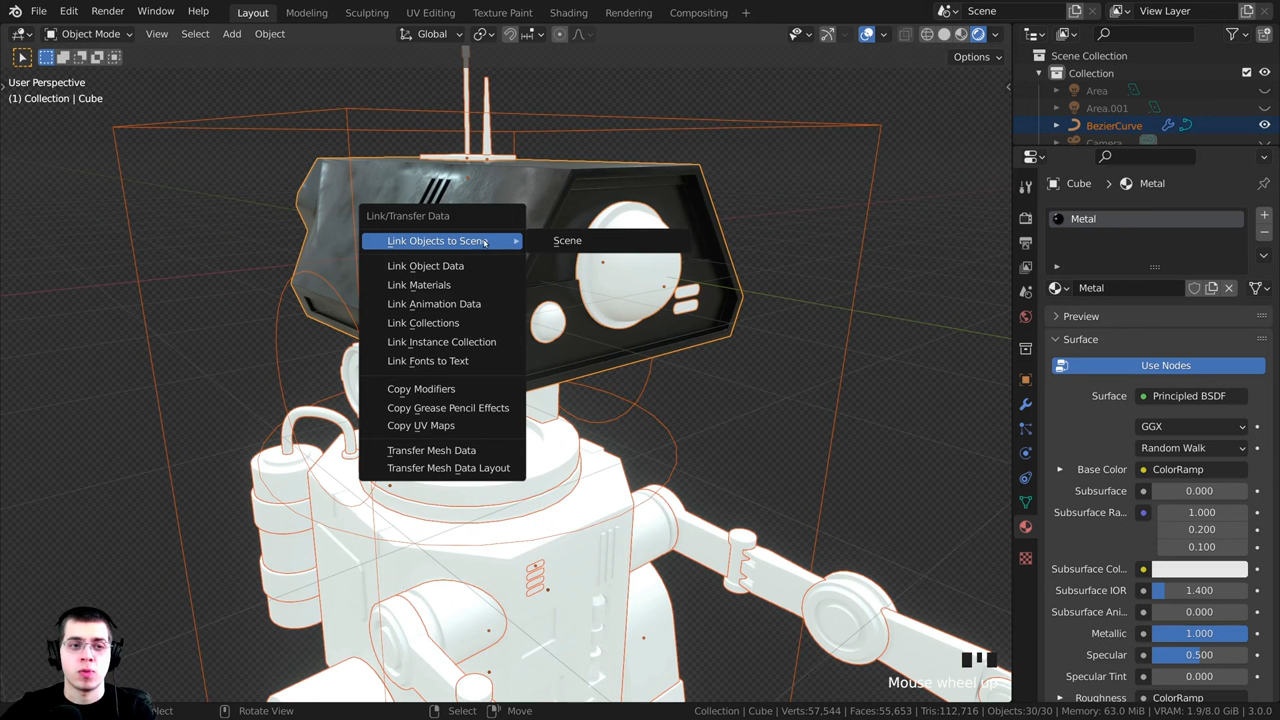 File Edit Render Window Help Layout Modeling Sculpting UV Editing Texture Paint Shading Rendering Compositing Scene View Layer
Object Mode View Select Add Object Global
Options
User Perspective
(1) Collection | Cube
Scene Collection
Collection
Area
Area.001
BezierCurve
Camera
Cube > Metal
Metal
Metal
Preview
Surface
Use Nodes
Surface Principled BSDF
GGX
Random Walk
Base Color ColorRamp
Subsurface 0.000
Subsurface Ra... 1.000
0.200
0.100
Subsurface Col...
Subsurface IOR 1.400
Subsurface Ani... 0.000
Metallic 1.000
Specular 0.500
Specular Tint 0.000
Roughness ColorRamp
Link/Transfer Data
Link Objects to Scene Scene
Link Object Data
Link Materials
Link Animation Data
Link Collections
Link Instance Collection
Link Fonts to Text
Copy Modifiers
Copy Grease Pencil Effects
Copy UV Maps
Transfer Mesh Data
Transfer Mesh Data Layout
Mouse wheel up
Rotate View Select Move Collection | Cube | Verts:57,544 | Faces:55,653 | Tris:112,716 | Objects:30/30 | Memory: 63.0 MiB | VRAM: 1.9/8.0 GiB | 3.0.0